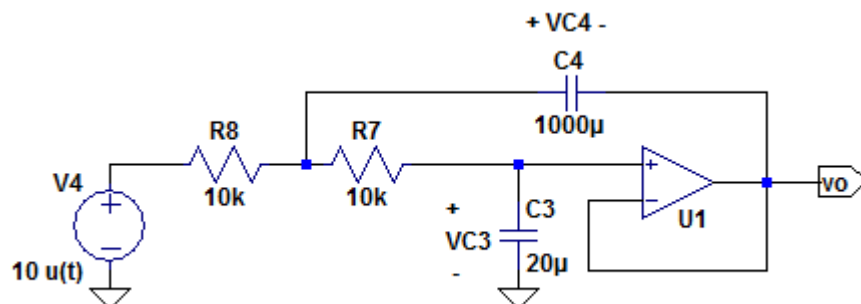 + VC4 -
C4
1000µ
R8
10k
R7
10k
V4
+
−
10 u(t)
+
VC3
-
C3
20µ
+
−
U1
vo